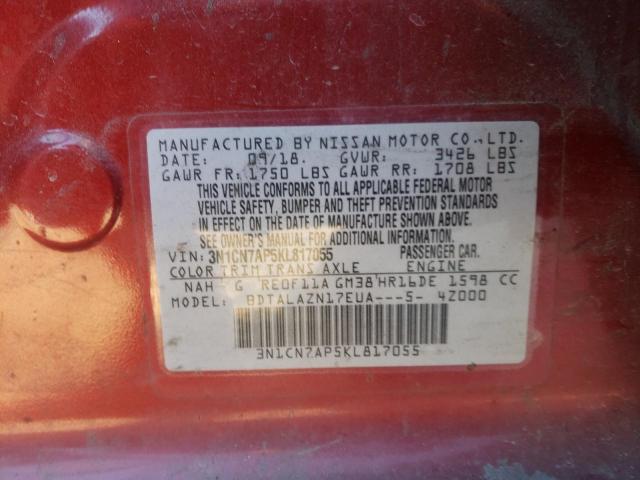 MANUFACTURED BY NISSAN MOTOR CO., LTD.
DATE: 09/18. GVWR: 3426 LBS
GAWR FR: 1750 LBS GAWR RR: 1708 LBS
THIS VEHICLE CONFORMS TO ALL APPLICABLE FEDERAL MOTOR
VEHICLE SAFETY, BUMPER AND THEFT PREVENTION STANDARDS
IN EFFECT ON THE DATE OF MANUFACTURE SHOWN ABOVE.
SEE OWNER'S MANUAL FOR ADDITIONAL INFORMATION.
VIN: 3N1CN7AP5KL817055 PASSENGER CAR.
COLOR TRIM TRANS AXLE ENGINE
NAH G RE0F11A GM38 HR16DE 1598 CC
MODEL: BDTALAZN17EUA---5- 4Z000
3N1CN7AP5KL817055